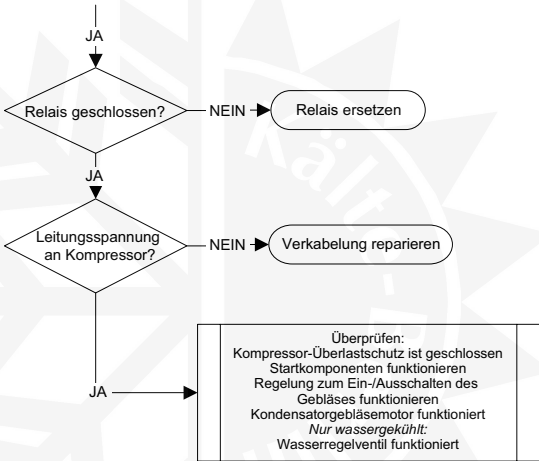 JA
Relais geschlossen?
NEIN
Relais ersetzen
JA
Leitungsspannung
an Kompressor?
NEIN
Verkabelung reparieren
JA
Überprüfen:
Kompressor-Überlastschutz ist geschlossen
Startkomponenten funktionieren
Regelung zum Ein-/Ausschalten des
Gebläses funktionieren
Kondensatorgebläsemotor funktioniert
Nur wassergekühlt:
Wasserregelventil funktioniert
Kälte